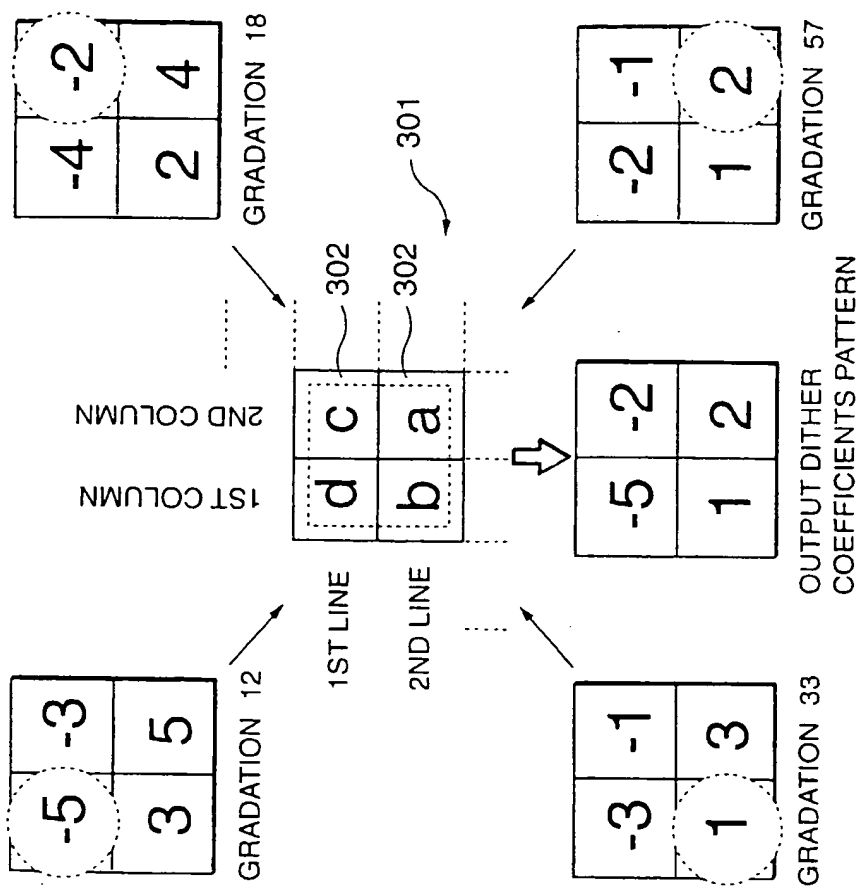 -5 -3
3 5
GRADATION 12
-4 -2
2 4
GRADATION 18
1ST COLUMN
2ND COLUMN
1ST LINE
d c
302
2ND LINE
b a
302
301
-3 -1
1 3
GRADATION 33
-5 -2
1 2
OUTPUT DITHER
COEFFICIENTS PATTERN
-2 -1
1 2
GRADATION 57